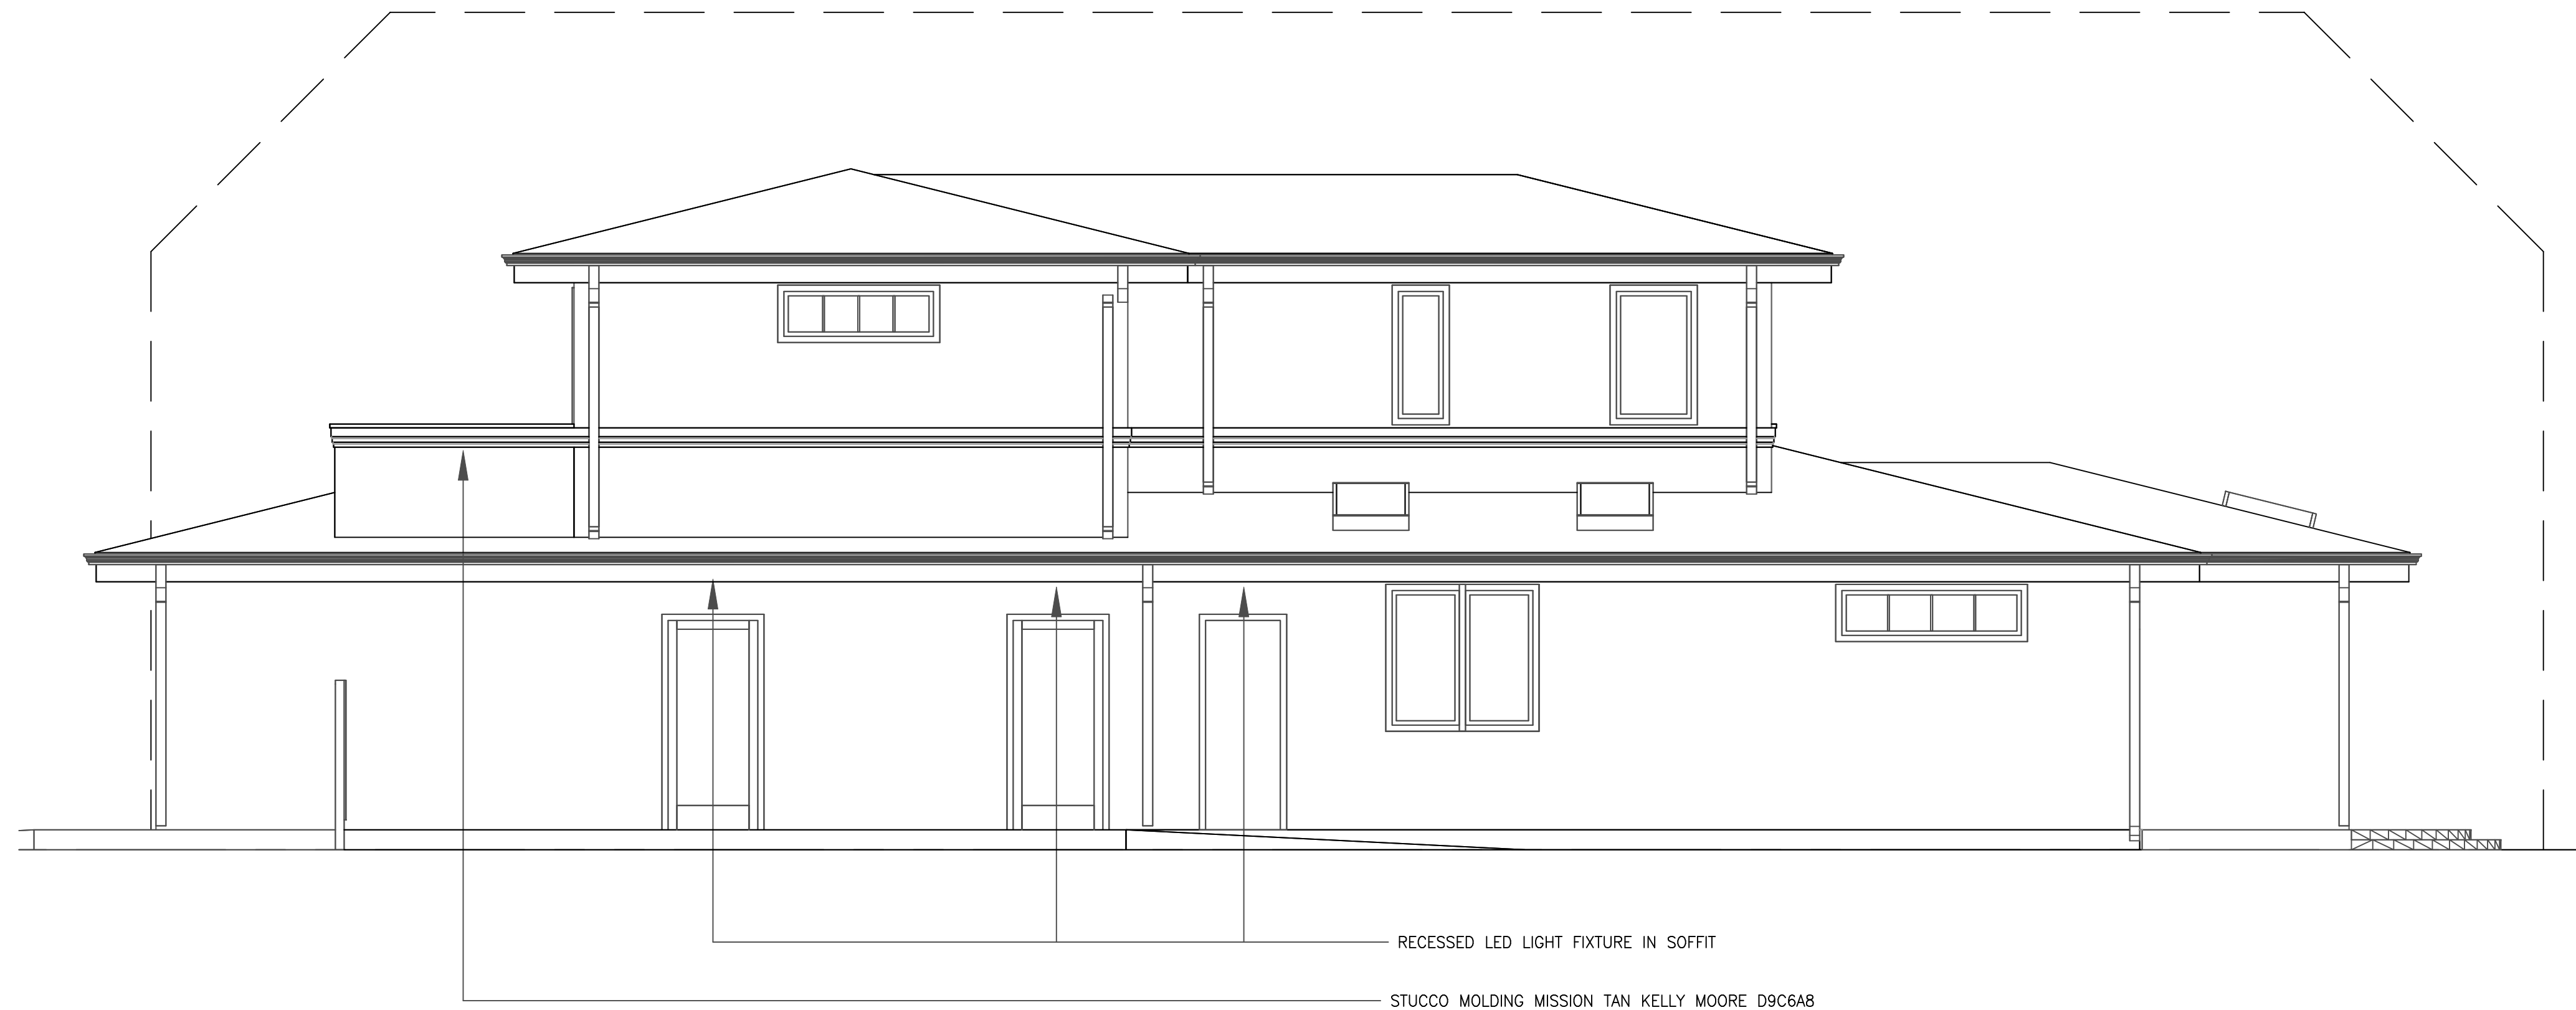 RECESSED LED LIGHT FIXTURE IN SOFFIT
STUCCO MOLDING MISSION TAN KELLY MOORE D9C6A8